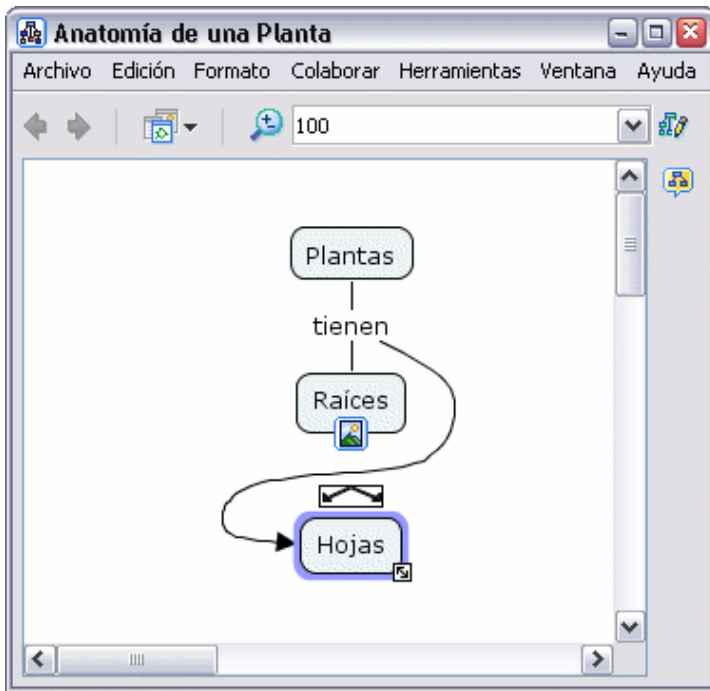 Anatomía de una Planta
Archivo Edición Formato Colaborar Herramientas Ventana Ayuda
100
Plantas
tienen
Raíces
Hojas